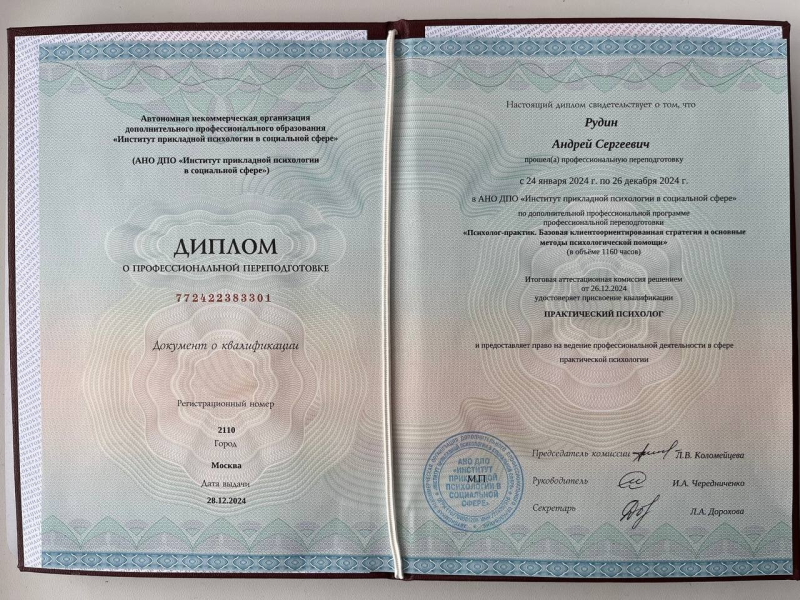 Автономная некоммерческая организация
дополнительного профессионального образования
«Институт прикладной психологии в социальной сфере»
(АНО ДПО «Институт прикладной психологии
в социальной сфере»)
ДИПЛОМ
О ПРОФЕССИОНАЛЬНОЙ ПЕРЕПОДГОТОВКЕ
772422383301
Документ о квалификации
Регистрационный номер
2110
Город
Москва
Дата выдачи
28.12.2024
Настоящий диплом свидетельствует о том, что
Рудин
Андрей Сергеевич
прошел(а) профессиональную переподготовку
с 24 января 2024 г. по 26 декабря 2024 г.
в АНО ДПО «Институт прикладной психологии в социальной сфере»
по дополнительной профессиональной программе
профессиональной переподготовки
«Психолог-практик. Базовая клиентоориентированная стратегия и основные
методы психологической помощи»
(в объёме 1160 часов)
Итоговая аттестационная комиссия решением
от 26.12.2024
удостоверяет присвоение квалификации
ПРАКТИЧЕСКИЙ ПСИХОЛОГ
и предоставляет право на ведение профессиональной деятельности в сфере
практической психологии
Председатель комиссии Л.В. Коломейцева
Руководитель И.А. Чередниченко
Секретарь Л.А. Дорохова
М.П
АНО ДПО
«ИНСТИТУТ
ПРИКЛАДНОЙ
ПСИХОЛОГИИ В
СОЦИАЛЬНОЙ
СФЕРЕ»